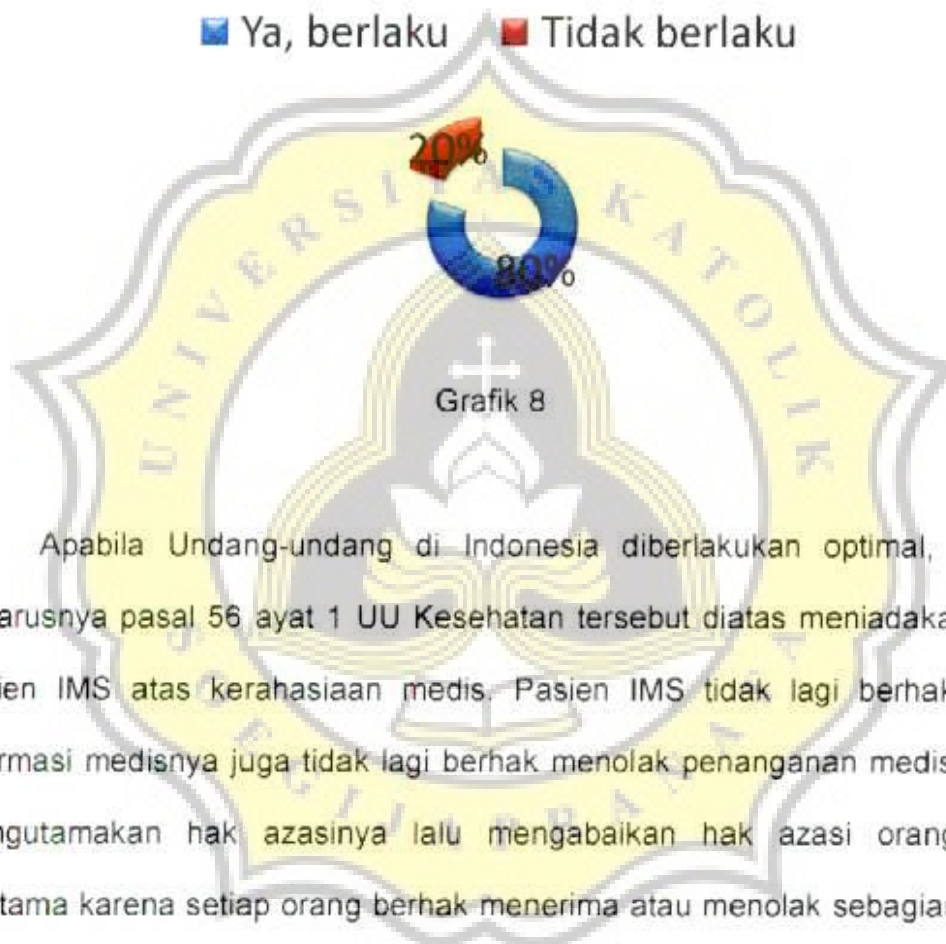 Ya, berlaku Tidak berlaku
20%
80%
UNIVERSITAS KATOLIK
Grafik 8
Apabila Undang-undang di Indonesia diberlakukan optimal,
arusnya pasal 56 ayat 1 UU Kesehatan tersebut diatas meniadaka
ien IMS atas kerahasiaan medis. Pasien IMS tidak lagi berhak
rmasi medisnya juga tidak lagi berhak menolak penanganan medis
ngutamakan hak azasinya lalu mengabaikan hak azasi orang
tama karena setiap orang berhak menerima atau menolak sebagian
SOEGIJAPRANATA